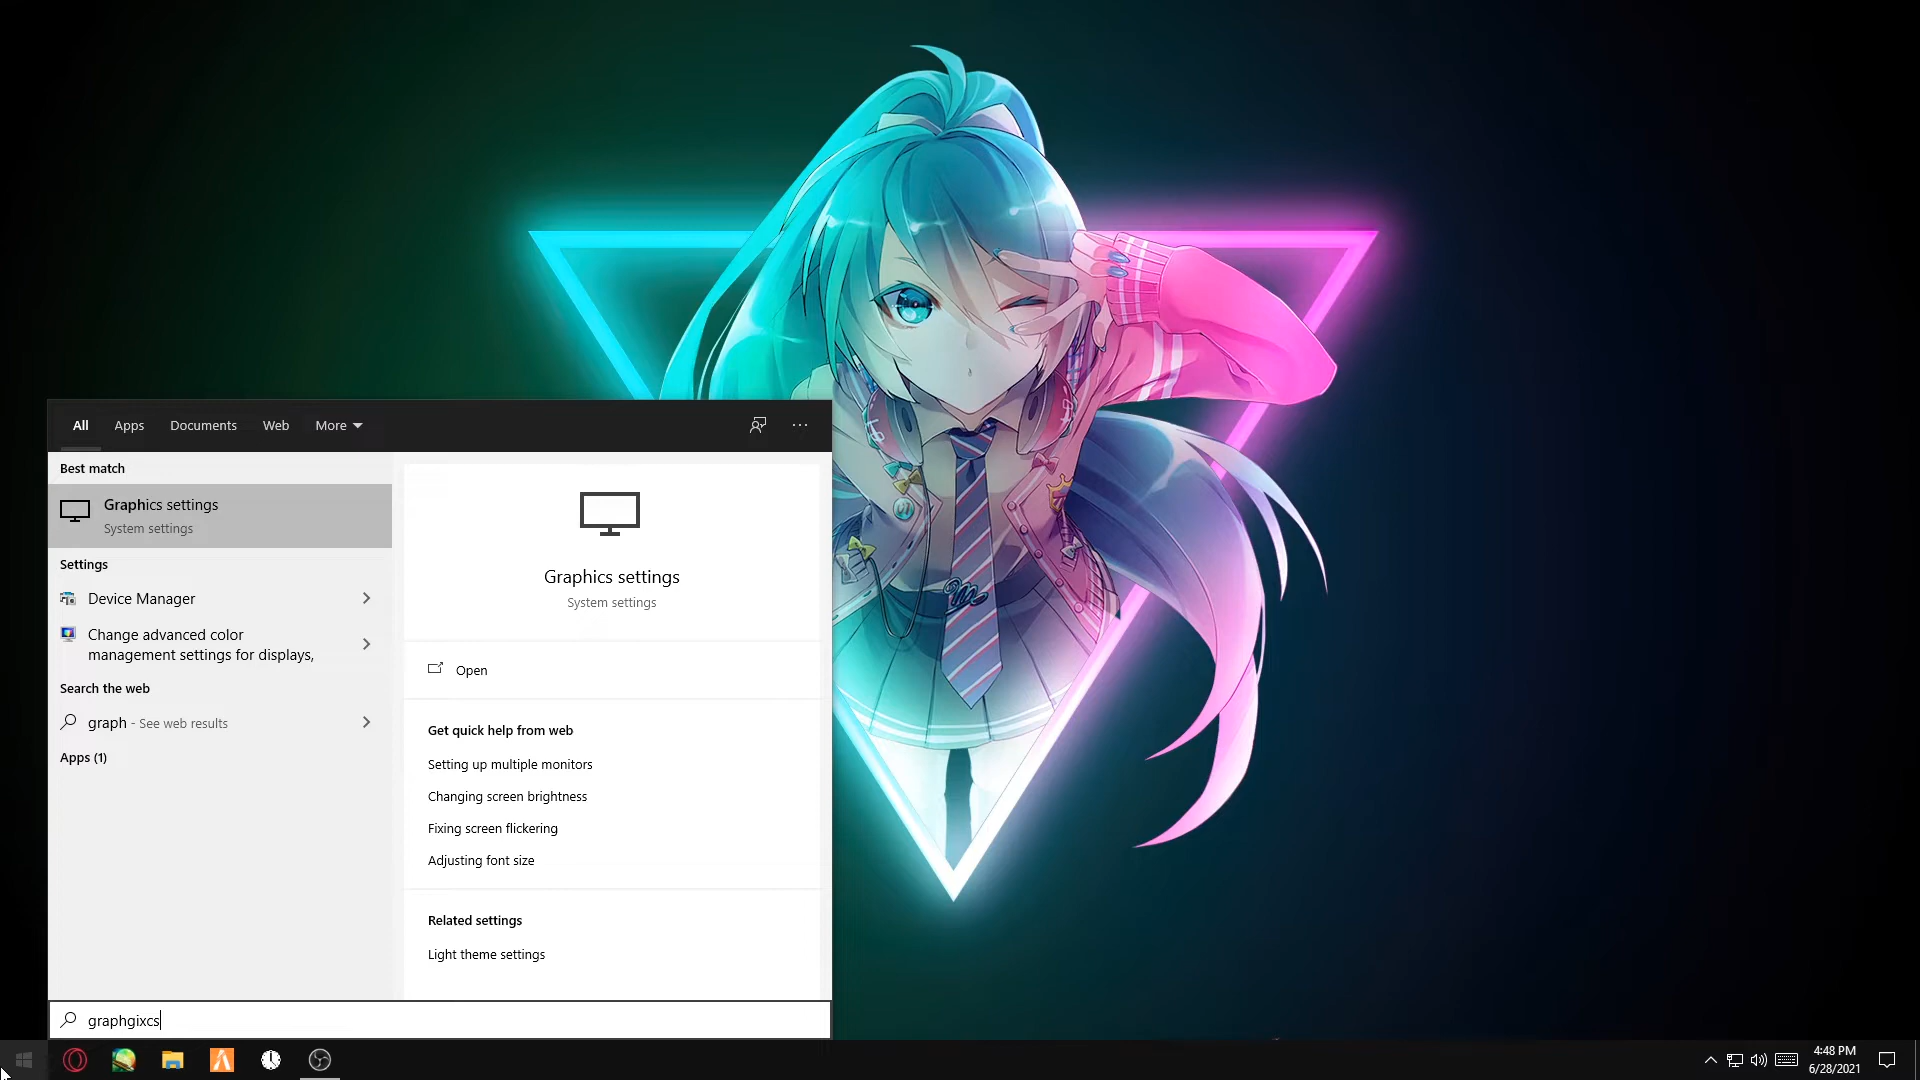 All Apps Documents Web More
Best match
Graphics settings
System settings
Settings
Device Manager
Change advanced color
management settings for displays,
Search the web
graph - See web results
Apps (1)
Graphics settings
System settings
Open
Get quick help from web
Setting up multiple monitors
Changing screen brightness
Fixing screen flickering
Adjusting font size
Related settings
Light theme settings
graphgixcs
4:48 PM
6/28/2021